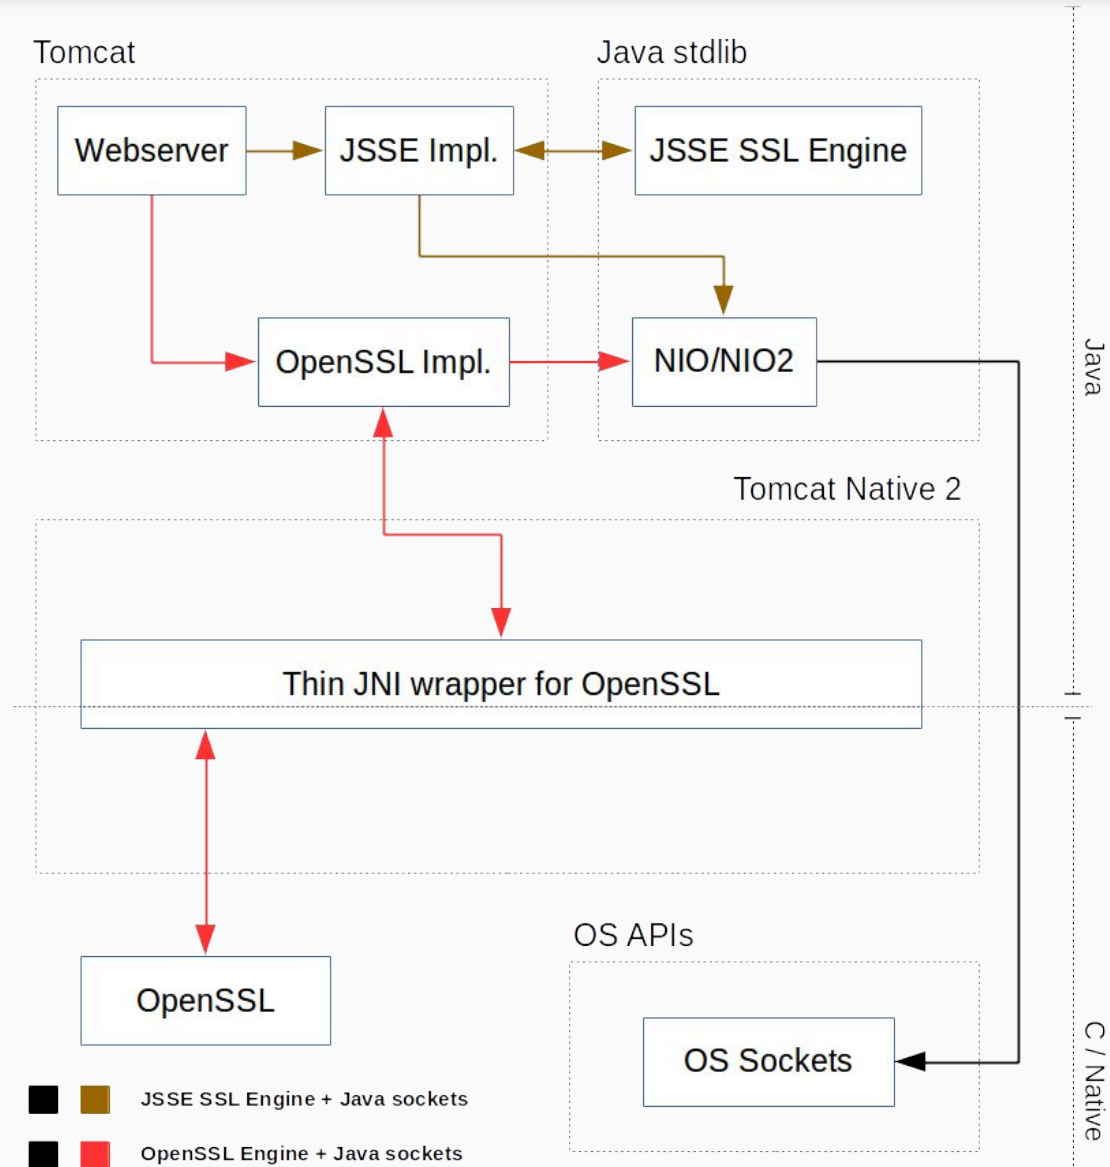 Tomcat
Java stdlib
Webserver
JSSE Impl.
JSSE SSL Engine
OpenSSL Impl.
NIO/NIO2
Java
Tomcat Native 2
Thin JNI wrapper for OpenSSL
OS APIs
OpenSSL
OS Sockets
C / Native
JSSE SSL Engine + Java sockets
OpenSSL Engine + Java sockets